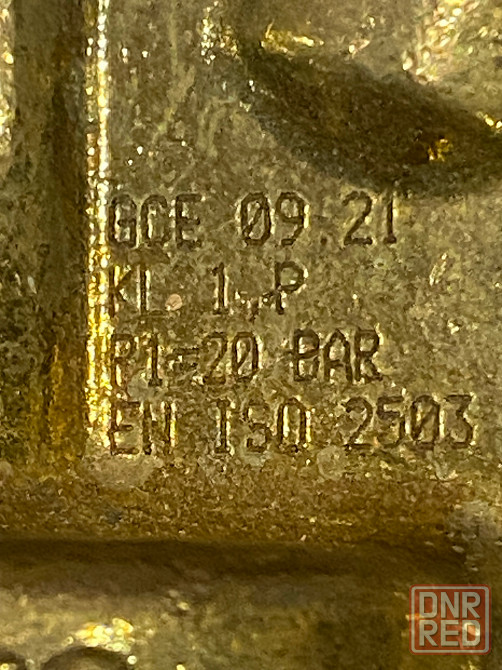 GCE 09.21
KL. 1,P
P1=20 BAR
EN ISO 2503
DNR
RED